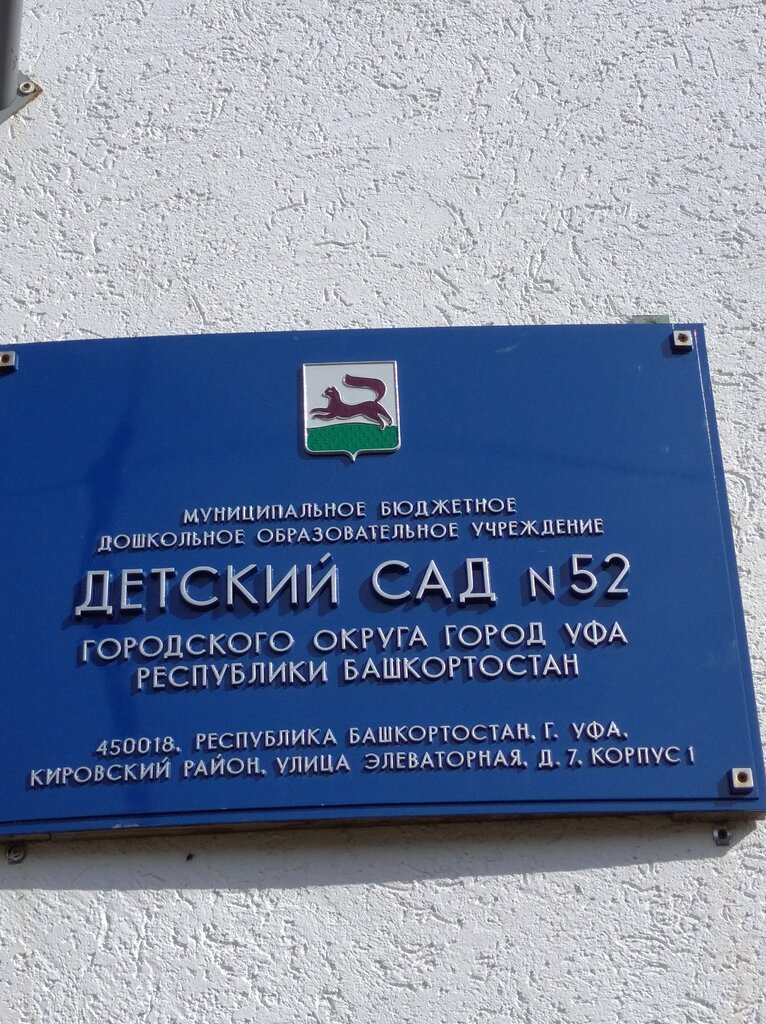 МУНИЦИПАЛЬНОЕ БЮДЖЕТНОЕ
ДОШКОЛЬНОЕ ОБРАЗОВАТЕЛЬНОЕ УЧРЕЖДЕНИЕ
ДЕТСКИЙ САД N 52
ГОРОДСКОГО ОКРУГА ГОРОД УФА
РЕСПУБЛИКИ БАШКОРТОСТАН
450018, РЕСПУБЛИКА БАШКОРТОСТАН, Г. УФА,
КИРОВСКИЙ РАЙОН, УЛИЦА ЭЛЕВАТОРНАЯ, Д. 7, КОРПУС 1